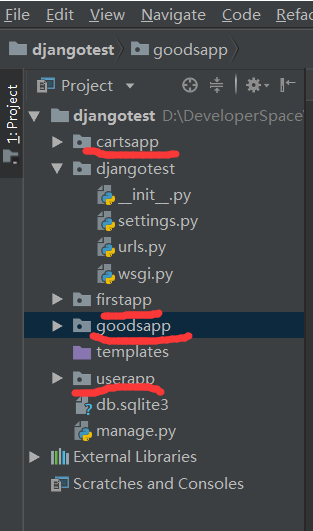 File Edit View Navigate Code Refac
djangotest goodsapp
1: Project
Project
djangotest D:\DeveloperSpace
cartsapp
djangotest
__init__.py
settings.py
urls.py
wsgi.py
firstapp
goodsapp
templates
userapp
db.sqlite3
manage.py
External Libraries
Scratches and Consoles